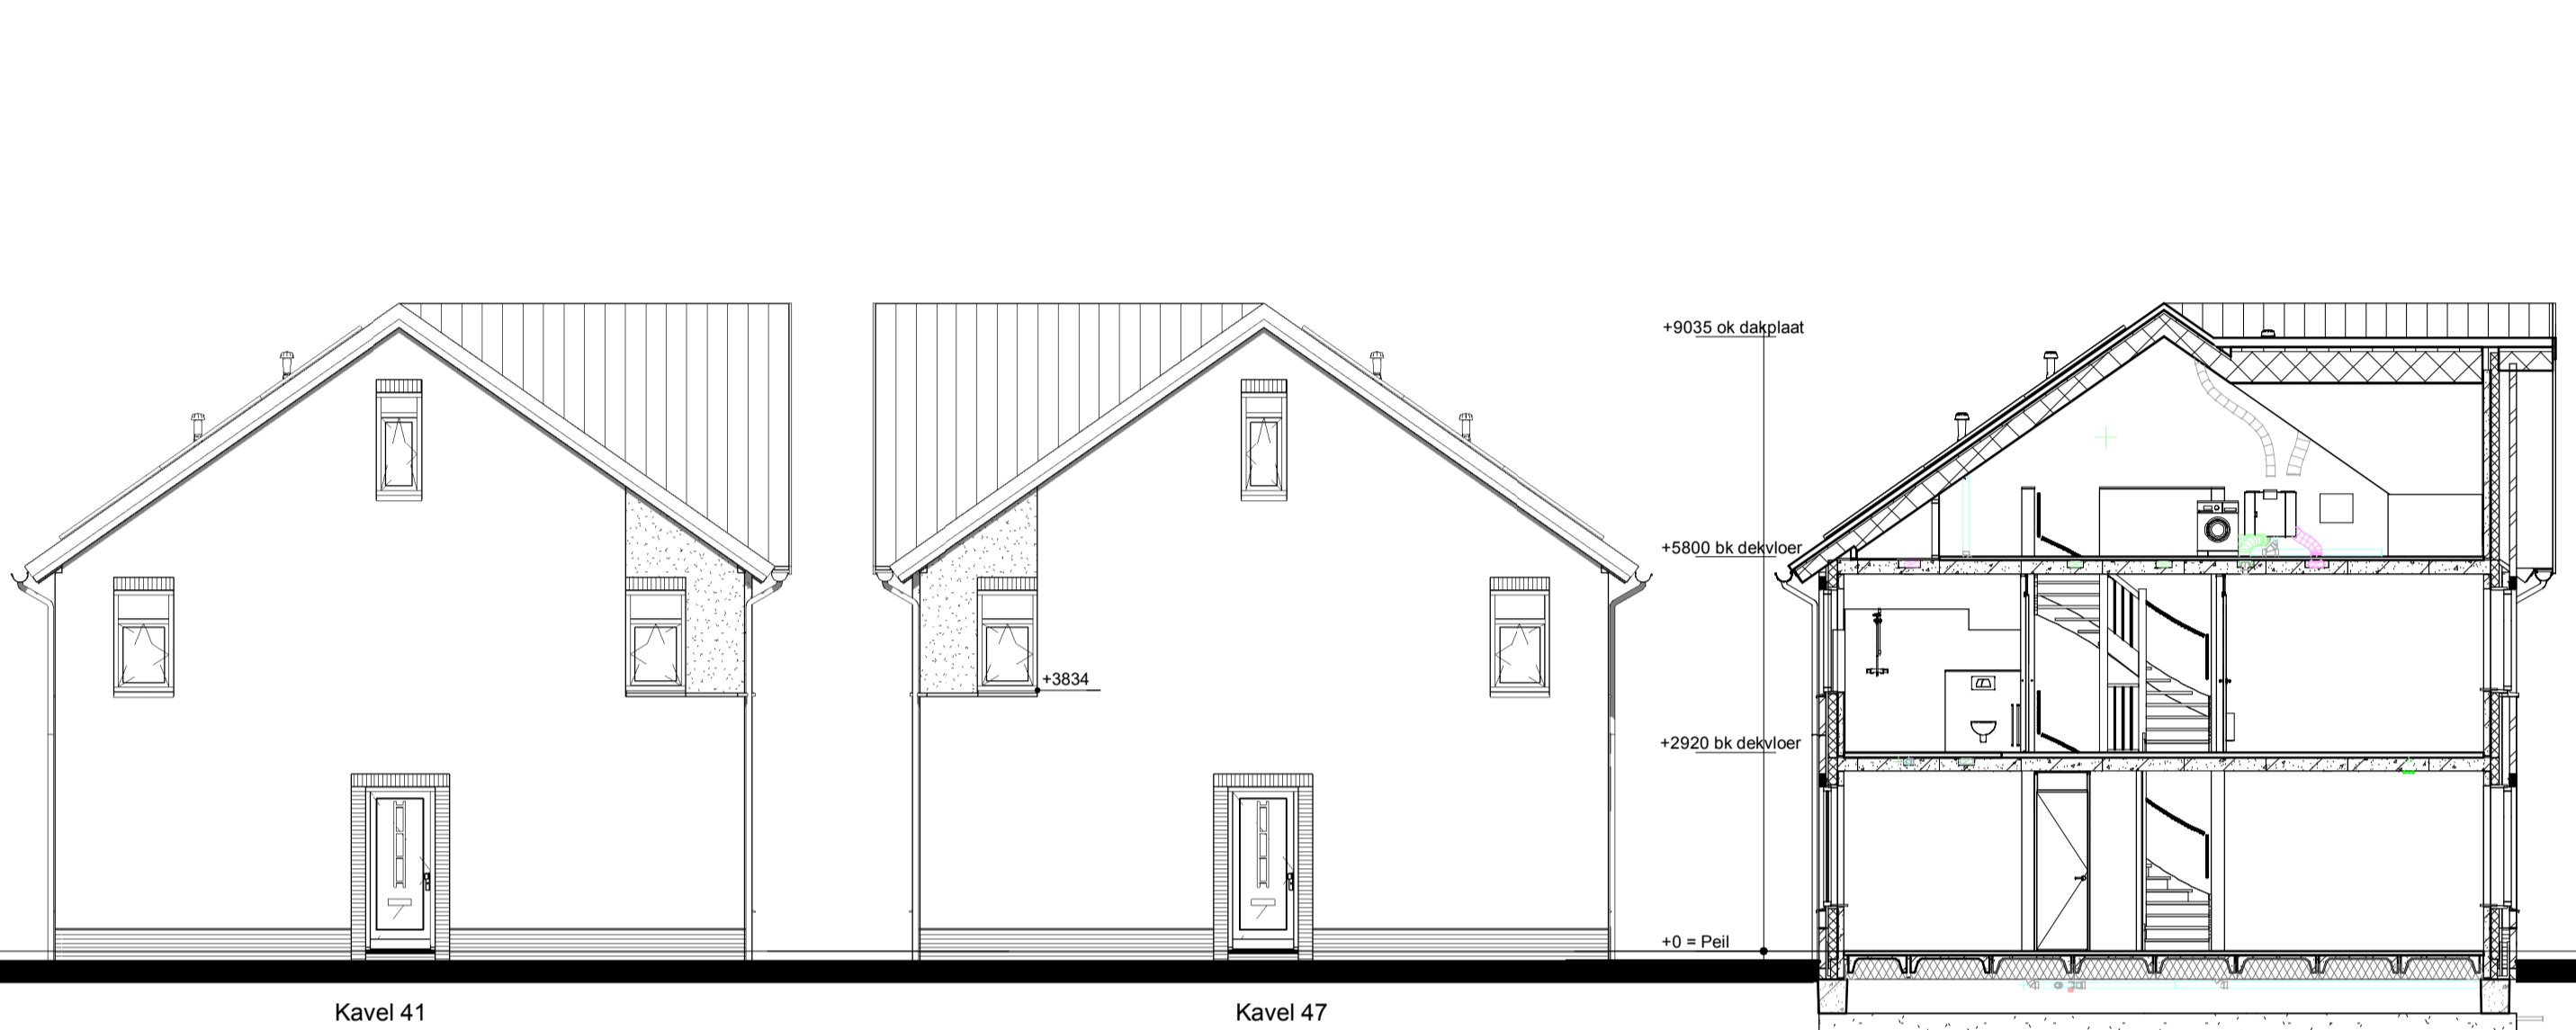 +9035 ok dakplaat
+5800 bk dekvloer
+3834
+2920 bk dekvloer
+0 = Peil
Kavel 41
Kavel 47